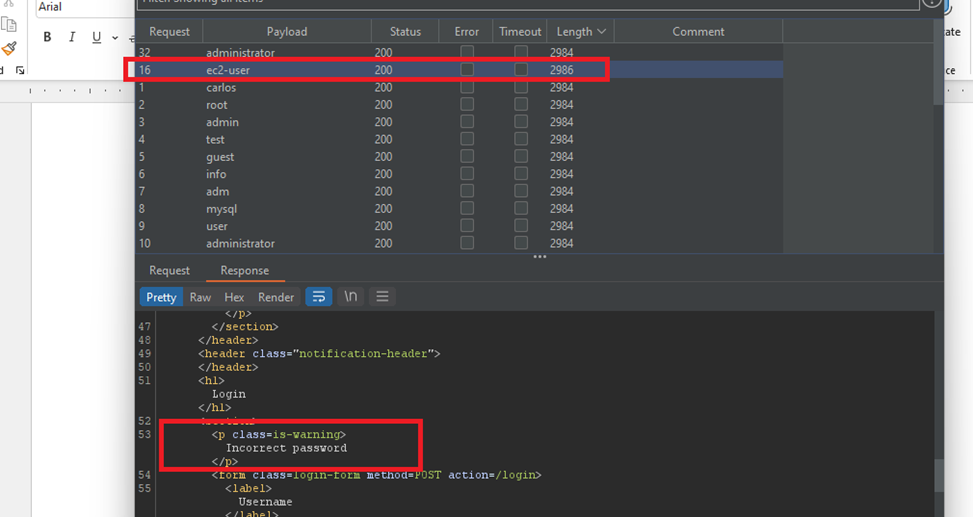 Arial
Filter: Showing all items
B I U
Request Payload Status Error Timeout Length Comment
32 administrator 200 2984
16 ec2-user 200 2986
1 carlos 200 2984
2 root 200 2984
3 admin 200 2984
4 test 200 2984
5 guest 200 2984
6 info 200 2984
7 adm 200 2984
8 mysql 200 2984
9 user 200 2984
10 administrator 200 2984
Request Response
Pretty Raw Hex Render \n
</p>
47 </section>
48 </header>
49 <header class="notification-header">
50 </header>
51 <h1>
Login
</h1>
52 <section>
53 <p class=is-warning>
Incorrect password
</p>
54 <form class=login-form method=POST action=/login>
55 <label>
Username
</label>